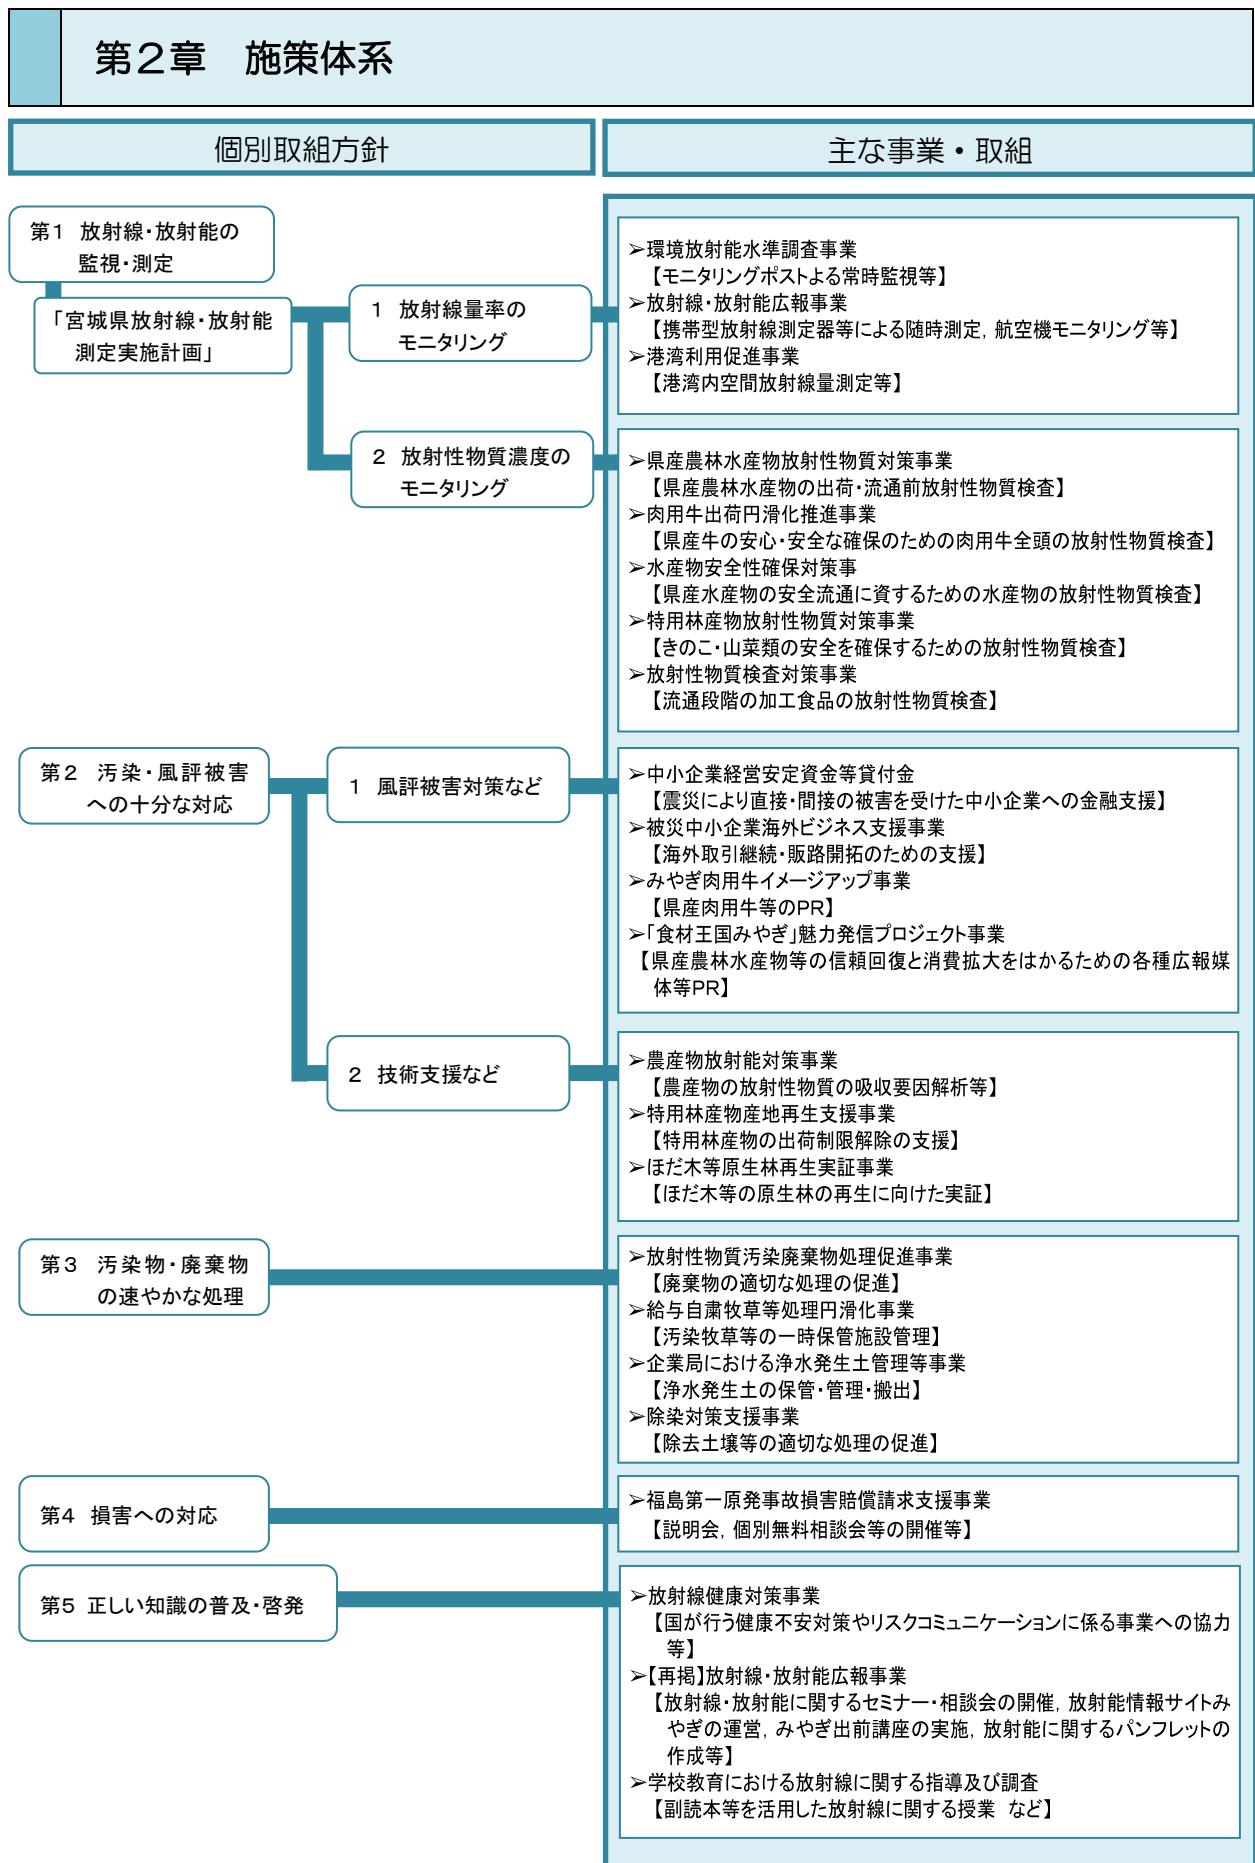 第２章　施策体系
個別取組方針
主な事業・取組
第１　放射線・放射能の
監視・測定
「宮城県放射線・放射能
測定実施計画」
１　放射線量率の
モニタリング
➢環境放射能水準調査事業
【モニタリングポストよる常時監視等】
➢放射線・放射能広報事業
【携帯型放射線測定器等による随時測定，航空機モニタリング等】
➢港湾利用促進事業
【港湾内空間放射線量測定等】
２　放射性物質濃度の
モニタリング
➢県産農林水産物放射性物質対策事業
【県産農林水産物の出荷・流通前放射性物質検査】
➢肉用牛出荷円滑化推進事業
【県産牛の安心・安全な確保のための肉用牛全頭の放射性物質検査】
➢水産物安全性確保対策事
【県産水産物の安全流通に資するための水産物の放射性物質検査】
➢特用林産物放射性物質対策事業
【きのこ・山菜類の安全を確保するための放射性物質検査】
➢放射性物質検査対策事業
【流通段階の加工食品の放射性物質検査】
第２　汚染・風評被害
への十分な対応
１　風評被害対策など
➢中小企業経営安定資金等貸付金
【震災により直接・間接の被害を受けた中小企業への金融支援】
➢被災中小企業海外ビジネス支援事業
【海外取引継続・販路開拓のための支援】
➢みやぎ肉用牛イメージアップ事業
【県産肉用牛等のＰＲ】
➢「食材王国みやぎ」魅力発信プロジェクト事業
【県産農林水産物等の信頼回復と消費拡大をはかるための各種広報媒
体等ＰＲ】
２　技術支援など
➢農産物放射能対策事業
【農産物の放射性物質の吸収要因解析等】
➢特用林産物産地再生支援事業
【特用林産物の出荷制限解除の支援】
➢ほだ木等原生林再生実証事業
【ほだ木等の原生林の再生に向けた実証】
第３　汚染物・廃棄物
の速やかな処理
➢放射性物質汚染廃棄物処理促進事業
【廃棄物の適切な処理の促進】
➢給与自粛牧草等処理円滑化事業
【汚染牧草等の一時保管施設管理】
➢企業局における浄水発生土管理等事業
【浄水発生土の保管・管理・搬出】
➢除染対策支援事業
【除去土壌等の適切な処理の促進】
第４　損害への対応
➢福島第一原発事故損害賠償請求支援事業
【説明会，個別無料相談会等の開催等】
第５　正しい知識の普及・啓発
➢放射線健康対策事業
【国が行う健康不安対策やリスクコミュニケーションに係る事業への協力
等】
➢【再掲】放射線・放射能広報事業
【放射線・放射能に関するセミナー・相談会の開催，放射能情報サイトみ
やぎの運営，みやぎ出前講座の実施，放射能に関するパンフレットの
作成等】
➢学校教育における放射線に関する指導及び調査
【副読本等を活用した放射線に関する授業　など】